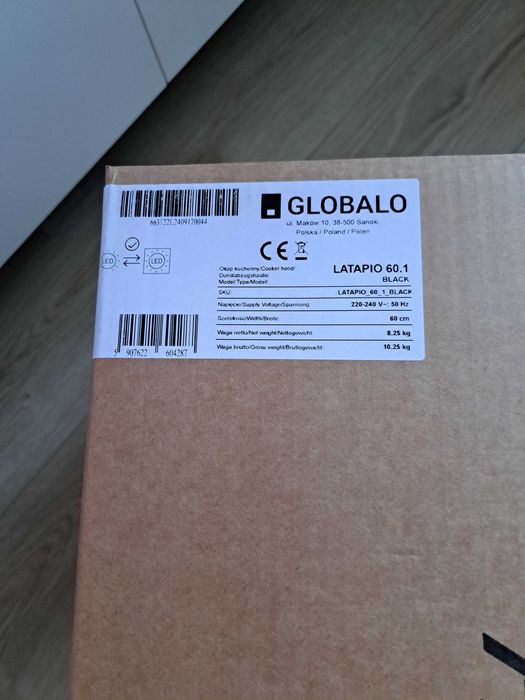 663122L2409170044
GLOBALO
ul. Maków 10, 38-500 Sanok,
Polska / Poland / Polen
LED
LED
CE
Okap kuchenny/Cooker hood/
Dunstabzugshaube
Model/Type/Modell:
LATAPIO 60.1
BLACK
SKU
LATAPIO_60_1_BLACK
Napięcie/Supply Voltage/Spannung
220-240 V~; 50 Hz
Szerokość/Width/Breite
60 cm
Waga netto/Net weight/Nettogewicht
8,25 kg
Waga brutto/Gross weight/Bruttogewicht:
10,25 kg
5 907622 604287